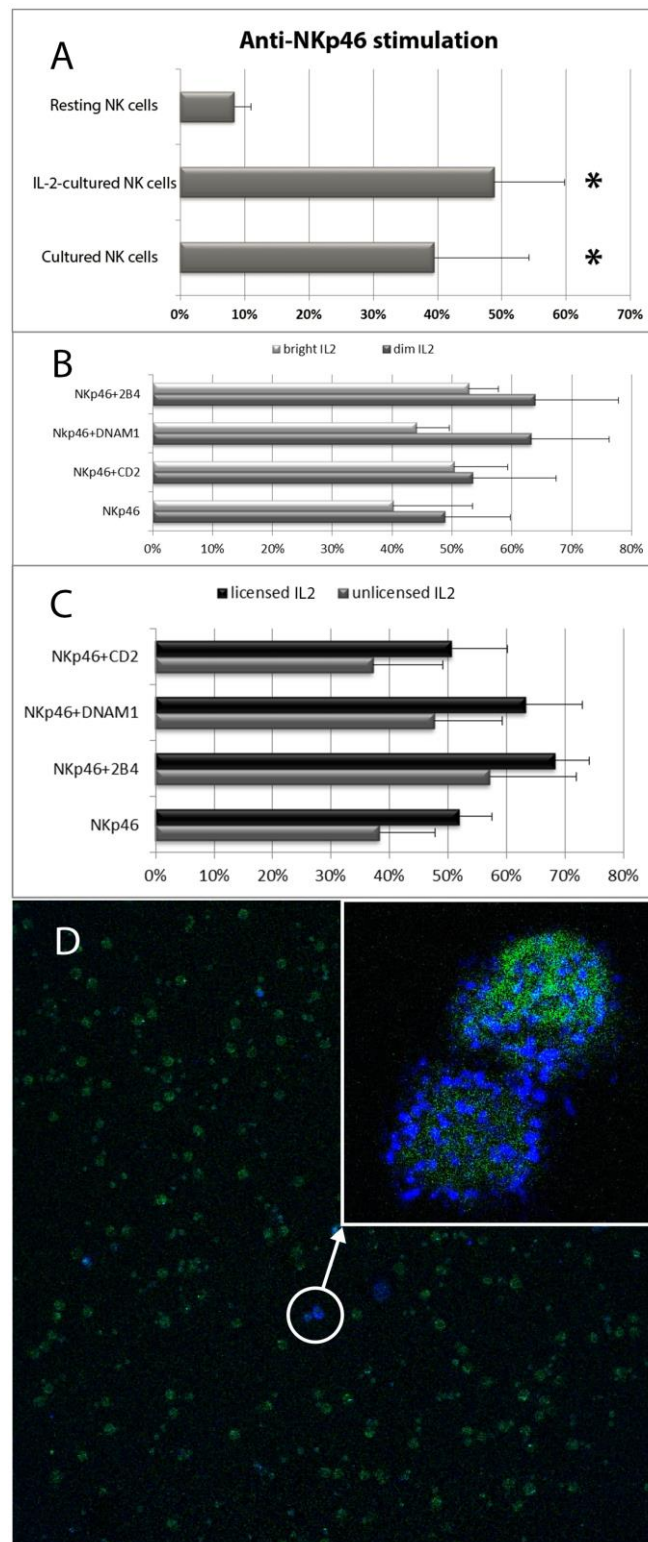 A
Anti-NKp46 stimulation
Resting NK cells
IL-2-cultured NK cells
*
Cultured NK cells
*
0% 10% 20% 30% 40% 50% 60% 70%
B
bright IL2 dim IL2
NKp46+2B4
Nkp46+DNAM1
NKp46+CD2
NKp46
0% 10% 20% 30% 40% 50% 60% 70% 80%
C
licensed IL2 unlicensed IL2
NKp46+CD2
NKp46+DNAM1
NKp46+2B4
NKp46
0% 10% 20% 30% 40% 50% 60% 70% 80%
D